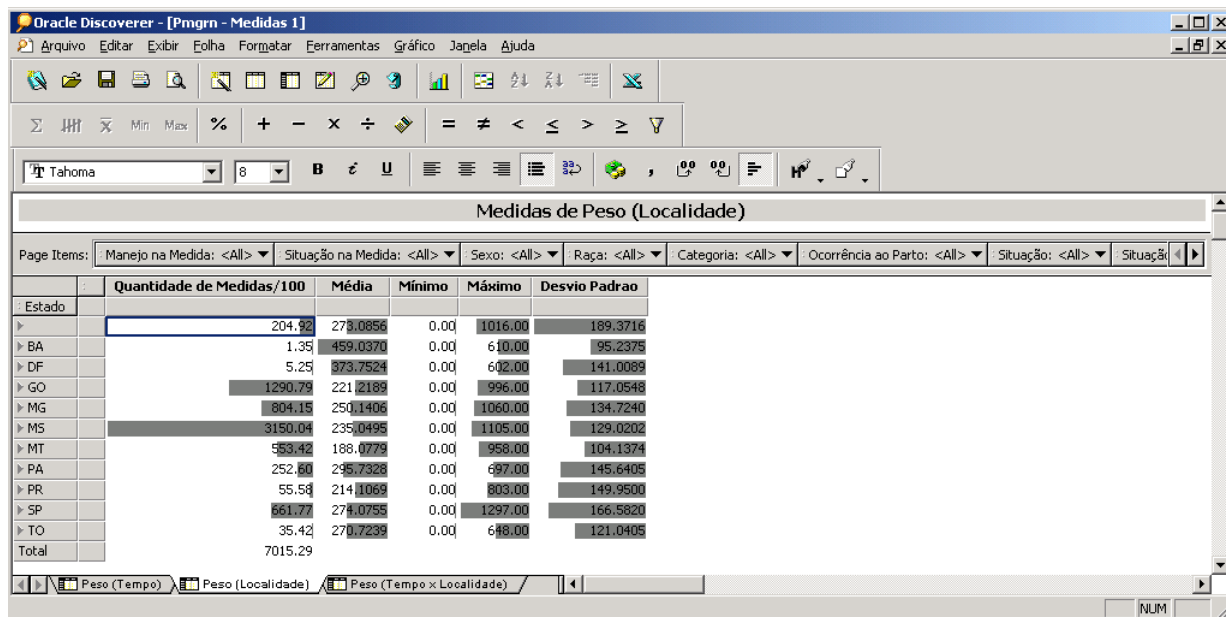 Oracle Discoverer - [Pmgrn - Medidas 1]
Arquivo Editar Exibir Folha Formatar Ferramentas Gráfico Janela Ajuda
Σ Min Max % + - × ÷ = ≠ < ≤ > ≥
Tahoma 8 B i U
Medidas de Peso (Localidade)
Page Items: Manejo na Medida: <All> Situação na Medida: <All> Sexo: <All> Raça: <All> Categoria: <All> Ocorrência ao Parto: <All> Situação: <All> Situaçã
Quantidade de Medidas/100 Média Mínimo Máximo Desvio Padrao
Estado
204.92 273.0856 0.00 1016.00 189.3716
BA 1.35 459.0370 0.00 610.00 95.2375
DF 5.25 373.7524 0.00 602.00 141.0089
GO 1290.79 221.2189 0.00 996.00 117.0548
MG 804.15 250.1406 0.00 1060.00 134.7240
MS 3150.04 235.0495 0.00 1105.00 129.0202
MT 553.42 188.0779 0.00 958.00 104.1374
PA 252.60 295.7328 0.00 697.00 145.6405
PR 55.58 214.1069 0.00 803.00 149.9500
SP 661.77 274.0755 0.00 1297.00 166.5820
TO 35.42 270.7239 0.00 648.00 121.0405
Total 7015.29
Peso (Tempo) Peso (Localidade) Peso (Tempo x Localidade)
NUM